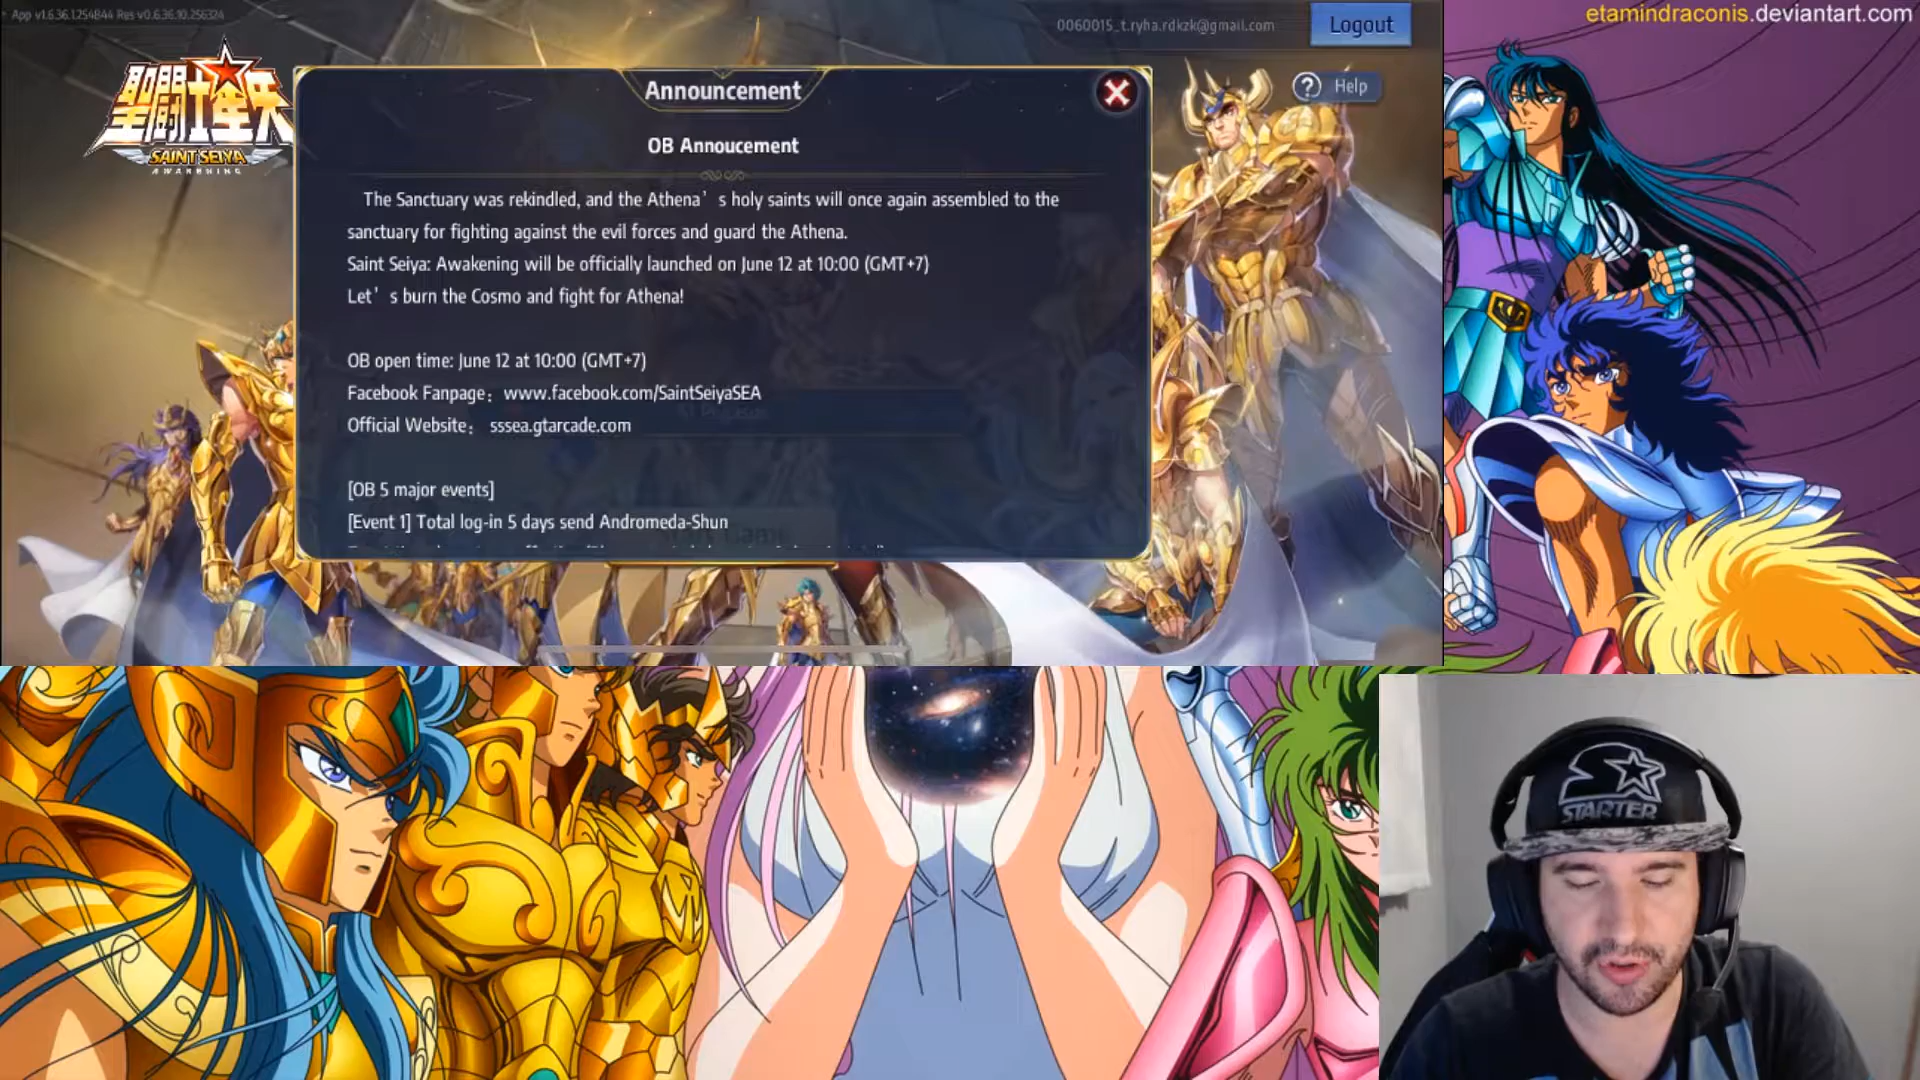 App v1.6.36.1.254844 Res v0.6.36.10.256324
0060015_t.ryha.rdkzk@gmail.com
Logout
etamindraconis.deviantart.com
聖闘士星矢
SAINT SEIYA
AWAKENING
Announcement
Help
OB Annoucement
The Sanctuary was rekindled, and the Athena’s holy saints will once again assembled to the
sanctuary for fighting against the evil forces and guard the Athena.
Saint Seiya: Awakening will be officially launched on June 12 at 10:00 (GMT+7)
Let’s burn the Cosmo and fight for Athena!
OB open time: June 12 at 10:00 (GMT+7)
Facebook Fanpage：www.facebook.com/SaintSeiyaSEA
Official Website： sssea.gtarcade.com
[OB 5 major events]
[Event 1] Total log-in 5 days send Andromeda-Shun
STARTER